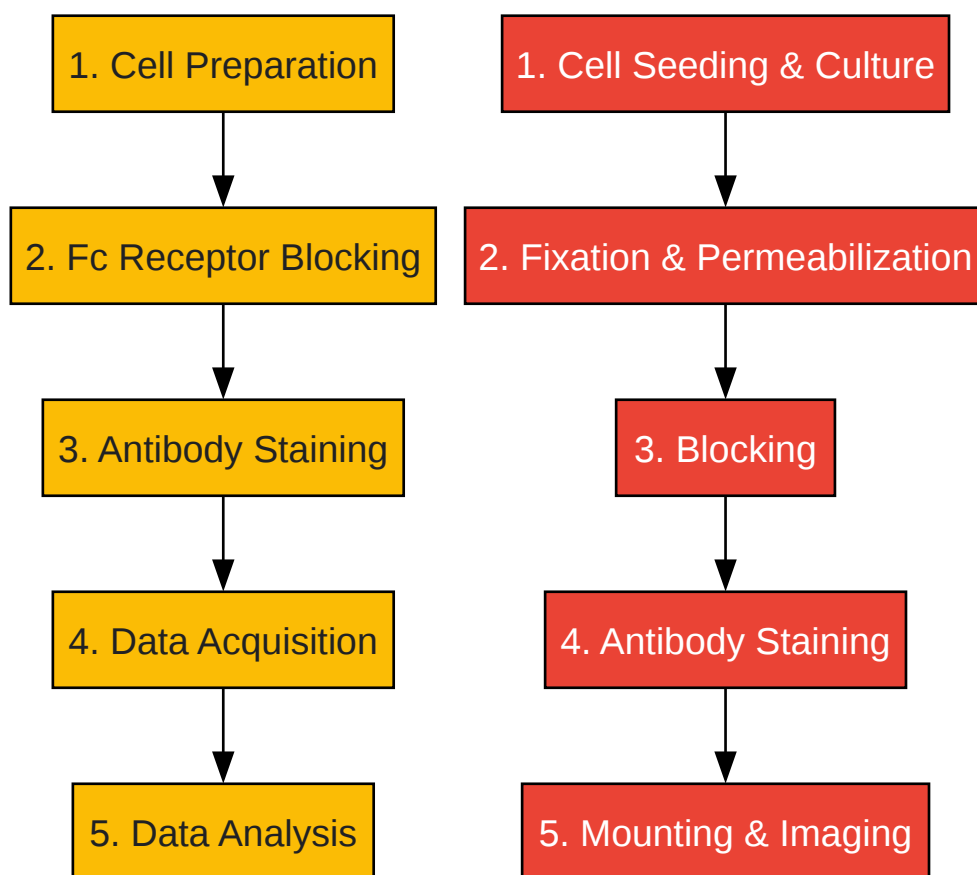 1. Cell Preparation
2. Fc Receptor Blocking
3. Antibody Staining
4. Data Acquisition
5. Data Analysis
1. Cell Seeding & Culture
2. Fixation & Permeabilization
3. Blocking
4. Antibody Staining
5. Mounting & Imaging